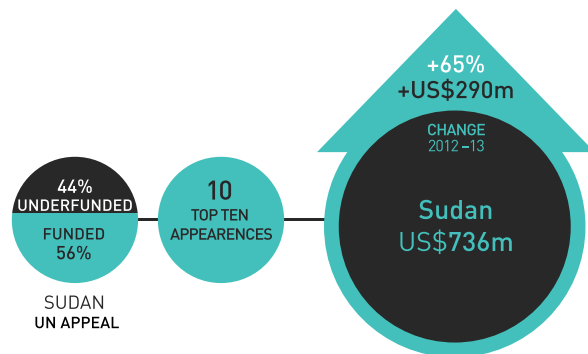 +65%
+US$290m
CHANGE
2012 –13
Sudan
US$736m
10
TOP TEN
APPEARENCES
44%
UNDERFUNDED
FUNDED
56%
SUDAN
UN APPEAL